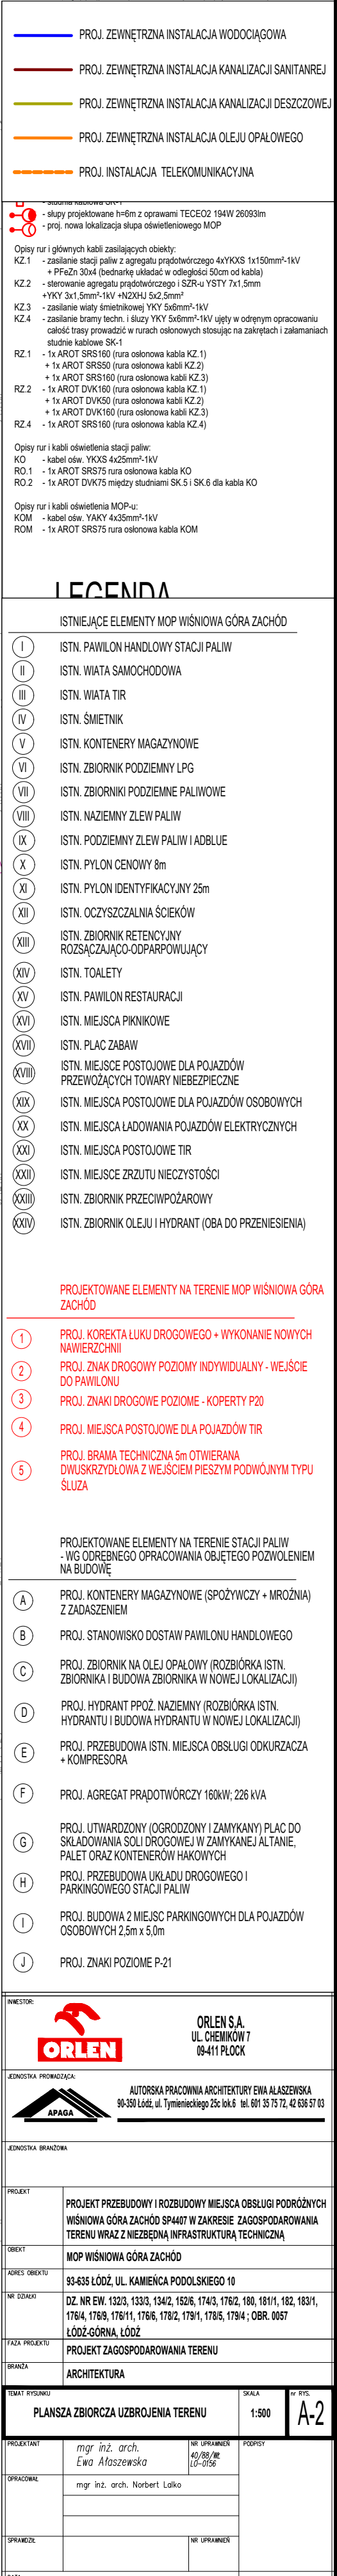 PROJ. ZEWNĘTRZNA INSTALACJA WODOCIĄGOWA
PROJ. ZEWNĘTRZNA INSTALACJA KANALIZACJI SANITARNEJ
PROJ. ZEWNĘTRZNA INSTALACJA KANALIZACJI DESZCZOWEJ
PROJ. ZEWNĘTRZNA INSTALACJA OLEJU OPAŁOWEGO
PROJ. INSTALACJA TELEKOMUNIKACYJNA
- studnia kablowa SK-1
- słupy projektowane h=6m z oprawami TECEO2 194W 26093lm
- proj. nowa lokalizacja słupa oświetleniowego MOP
Opisy rur i głównych kabli zasilających obiekty:
KZ.1 - zasilanie stacji paliw z agregatu prądotwórczego 4xYKXS 1x150mm²-1kV
+ PFeZn 30x4 (bednarkę układać w odległości 50cm od kabla)
KZ.2 - sterowanie agregatu prądotwórczego i SZR-u YSTY 7x1,5mm
+YKY 3x1,5mm²-1kV +N2XHJ 5x2,5mm²
KZ.3 - zasilanie wiaty śmietnikowej YKY 5x6mm²-1kV
KZ.4 - zasilanie bramy techn. i śluzy YKY 5x6mm²-1kV ujęty w odrębnym opracowaniu
całość trasy prowadzić w rurach osłonowych stosując na zakrętach i załamaniach
studnie kablowe SK-1
RZ.1 - 1x AROT SRS160 (rura osłonowa kabla KZ.1)
+ 1x AROT SRS50 (rura osłonowa kabli KZ.2)
+ 1x AROT SRS160 (rura osłonowa kabli KZ.3)
RZ.2 - 1x AROT DVK160 (rura osłonowa kabla KZ.1)
+ 1x AROT DVK50 (rura osłonowa kabli KZ.2)
+ 1x AROT DVK160 (rura osłonowa kabli KZ.3)
RZ.4 - 1x AROT SRS160 (rura osłonowa kabla KZ.4)
Opisy rur i kabli oświetlenia stacji paliw:
KO - kabel ośw. YKXS 4x25mm²-1kV
RO.1 - 1x AROT SRS75 rura osłonowa kabla KO
RO.2 - 1x AROT DVK75 między studniami SK.5 i SK.6 dla kabla KO
Opisy rur i kabli oświetlenia MOP-u:
KOM - kabel ośw. YAKY 4x35mm²-1kV
ROM - 1x AROT SRS75 rura osłonowa kabla KOM
LEGENDA
ISTNIEJĄCE ELEMENTY MOP WIŚNIOWA GÓRA ZACHÓD
I ISTN. PAWILON HANDLOWY STACJI PALIW
II ISTN. WIATA SAMOCHODOWA
III ISTN. WIATA TIR
IV ISTN. ŚMIETNIK
V ISTN. KONTENERY MAGAZYNOWE
VI ISTN. ZBIORNIK PODZIEMNY LPG
VII ISTN. ZBIORNIKI PODZIEMNE PALIWOWE
VIII ISTN. NAZIEMNY ZLEW PALIW
IX ISTN. PODZIEMNY ZLEW PALIW I ADBLUE
X ISTN. PYLON CENOWY 8m
XI ISTN. PYLON IDENTYFIKACYJNY 25m
XII ISTN. OCZYSZCZALNIA ŚCIEKÓW
XIII ISTN. ZBIORNIK RETENCYJNY
ROZSĄCZAJĄCO-ODPARPOWUJĄCY
XIV ISTN. TOALETY
XV ISTN. PAWILON RESTAURACJI
XVI ISTN. MIEJSCA PIKNIKOWE
XVII ISTN. PLAC ZABAW
XVIII ISTN. MIEJSCE POSTOJOWE DLA POJAZDÓW
PRZEWOŻĄCYCH TOWARY NIEBEZPIECZNE
XIX ISTN. MIEJSCA POSTOJOWE DLA POJAZDÓW OSOBOWYCH
XX ISTN. MIEJSCA ŁADOWANIA POJAZDÓW ELEKTRYCZNYCH
XXI ISTN. MIEJSCA POSTOJOWE TIR
XXII ISTN. MIEJSCE ZRZUTU NIECZYSTOŚCI
XXIII ISTN. ZBIORNIK PRZECIWPOŻAROWY
XXIV ISTN. ZBIORNIK OLEJU I HYDRANT (OBA DO PRZENIESIENIA)
PROJEKTOWANE ELEMENTY NA TERENIE MOP WIŚNIOWA GÓRA
ZACHÓD
1 PROJ. KOREKTA ŁUKU DROGOWEGO + WYKONANIE NOWYCH
NAWIERZCHNII
2 PROJ. ZNAK DROGOWY POZIOMY INDYWIDUALNY - WEJŚCIE
DO PAWILONU
3 PROJ. ZNAKI DROGOWE POZIOME - KOPERTY P20
4 PROJ. MIEJSCA POSTOJOWE DLA POJAZDÓW TIR
5 PROJ. BRAMA TECHNICZNA 5m OTWIERANA
DWUSKRZYDŁOWA Z WEJŚCIEM PIESZYM PODWÓJNYM TYPU
ŚLUZA
PROJEKTOWANE ELEMENTY NA TERENIE STACJI PALIW
- WG ODRĘBNEGO OPRACOWANIA OBJĘTEGO POZWOLENIEM
NA BUDOWĘ
A PROJ. KONTENERY MAGAZYNOWE (SPOŻYWCZY + MROŹNIA)
Z ZADASZENIEM
B PROJ. STANOWISKO DOSTAW PAWILONU HANDLOWEGO
C PROJ. ZBIORNIK NA OLEJ OPAŁOWY (ROZBIÓRKA ISTN.
ZBIORNIKA I BUDOWA ZBIORNIKA W NOWEJ LOKALIZACJI)
D PROJ. HYDRANT PPOŻ. NAZIEMNY (ROZBIÓRKA ISTN.
HYDRANTU I BUDOWA HYDRANTU W NOWEJ LOKALIZACJI)
E PROJ. PRZEBUDOWA ISTN. MIEJSCA OBSŁUGI ODKURZACZA
+ KOMPRESORA
F PROJ. AGREGAT PRĄDOTWÓRCZY 160kW; 226 kVA
G PROJ. UTWARDZONY (OGRODZONY I ZAMYKANY) PLAC DO
SKŁADOWANIA SOLI DROGOWEJ W ZAMYKANEJ ALTANIE,
PALET ORAZ KONTENERÓW HAKOWYCH
H PROJ. PRZEBUDOWA UKŁADU DROGOWEGO I
PARKINGOWEGO STACJI PALIW
I PROJ. BUDOWA 2 MIEJSC PARKINGOWYCH DLA POJAZDÓW
OSOBOWYCH 2,5m x 5,0m
J PROJ. ZNAKI POZIOME P-21
INWESTOR:
ORLEN
ORLEN S.A.
UL. CHEMIKÓW 7
09-411 PŁOCK
JEDNOSTKA PROWADZĄCA:
APAGA
AUTORSKA PRACOWNIA ARCHITEKTURY EWA AŁASZEWSKA
90-350 Łódź, ul. Tymienieckiego 25c lok.6 tel. 601 35 75 72, 42 636 57 03
JEDNOSTKA BRANŻOWA
PROJEKT
PROJEKT PRZEBUDOWY I ROZBUDOWY MIEJSCA OBSŁUGI PODRÓŻNYCH
WIŚNIOWA GÓRA ZACHÓD SP4407 W ZAKRESIE ZAGOSPODAROWANIA
TERENU WRAZ Z NIEZBĘDNĄ INFRASTRUKTURĄ TECHNICZNĄ
OBIEKT
MOP WIŚNIOWA GÓRA ZACHÓD
ADRES OBIEKTU
93-635 ŁÓDŹ, UL. KAMIEŃCA PODOLSKIEGO 10
NR DZIAŁKI
DZ. NR EW. 132/3, 133/3, 134/2, 152/6, 174/3, 176/2, 180, 181/1, 182, 183/1,
176/4, 176/9, 176/11, 176/6, 178/2, 179/1, 178/5, 179/4 ; OBR. 0057
ŁÓDŹ-GÓRNA, ŁÓDŹ
FAZA PROJEKTU
PROJEKT ZAGOSPODAROWANIA TERENU
BRANŻA
ARCHITEKTURA
TEMAT RYSUNKU
PLANSZA ZBIORCZA UZBROJENIA TERENU
SKALA
1:500
nr RYS.
A-2
PROJEKTANT
mgr inż. arch.
Ewa Ałaszewska
NR UPRAWNIEŃ
40/88/WŁ
LO-0156
PODPISY
OPRACOWAŁ
mgr inż. arch. Norbert Lalko
SPRAWDZIŁ
NR UPRAWNIEŃ